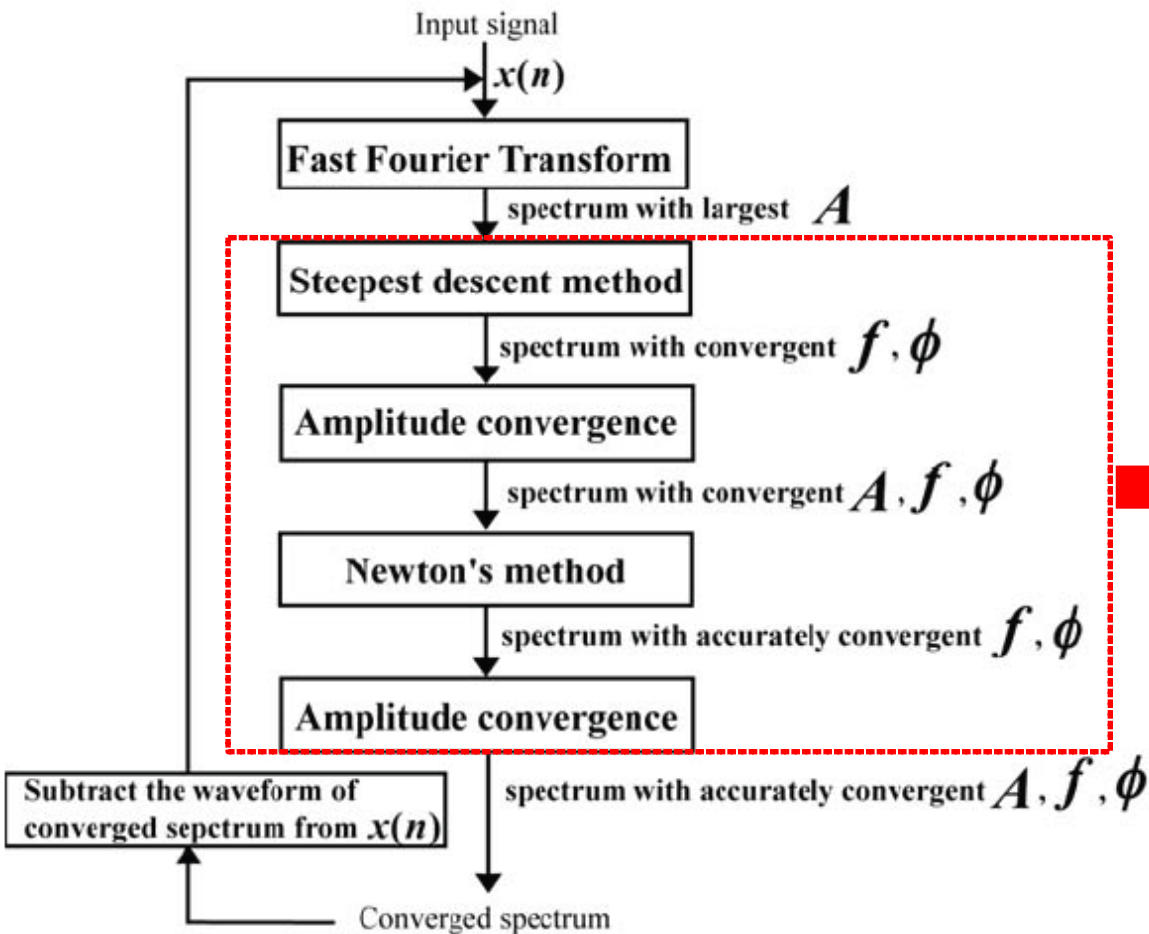 Input signal
x(n)
Fast Fourier Transform
spectrum with largest A
Steepest descent method
spectrum with convergent f, ϕ
Amplitude convergence
spectrum with convergent A, f, ϕ
Newton's method
spectrum with accurately convergent f, ϕ
Amplitude convergence
spectrum with accurately convergent A, f, ϕ
Subtract the waveform of
converged sepctrum from x(n)
Converged spectrum